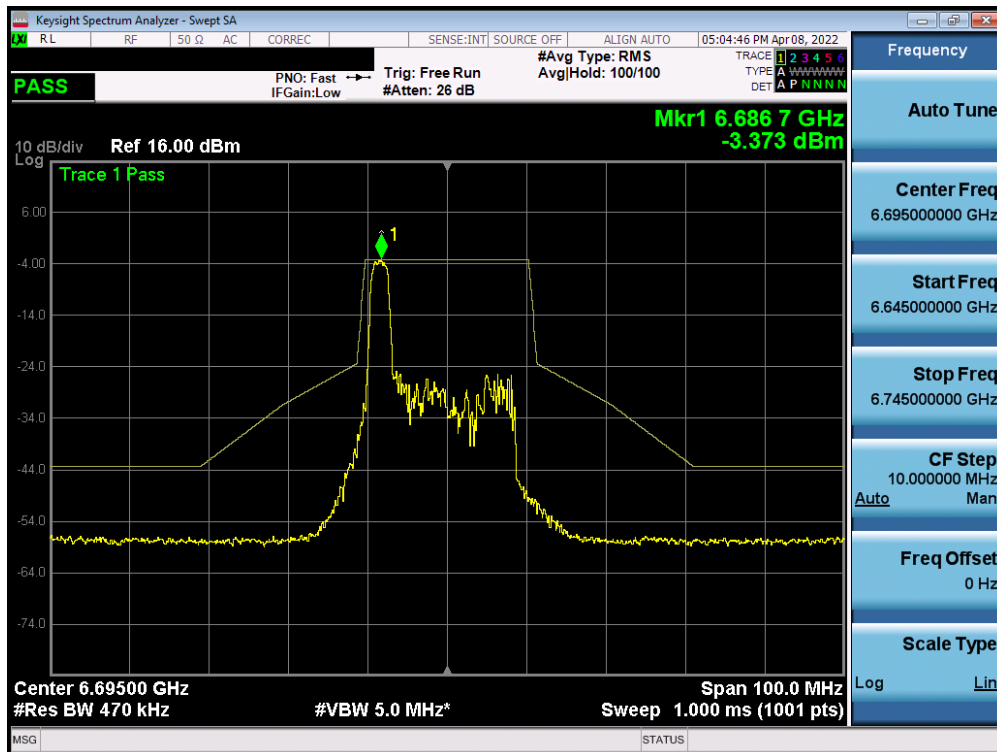 Keysight Spectrum Analyzer - Swept SA
LXI RL RF 50 Ω AC CORREC SENSE:INT SOURCE OFF ALIGN AUTO 05:04:46 PM Apr 08, 2022
Frequency
PASS
PNO: Fast
IFGain:Low
Trig: Free Run
#Atten: 26 dB
#Avg Type: RMS
Avg|Hold: 100/100
TRACE 1 2 3 4 5 6
TYPE A WWWWW
DET A P N N N N
Mkr1 6.686 7 GHz
-3.373 dBm
10 dB/div Ref 16.00 dBm
Log
Trace 1 Pass
1
6.00
-4.00
-14.0
-24.0
-34.0
-44.0
-54.0
-64.0
-74.0
Center 6.69500 GHz Span 100.0 MHz
#Res BW 470 kHz #VBW 5.0 MHz* Sweep 1.000 ms (1001 pts)
MSG STATUS
Auto Tune
Center Freq
6.695000000 GHz
Start Freq
6.645000000 GHz
Stop Freq
6.745000000 GHz
CF Step
10.000000 MHz
Auto Man
Freq Offset
0 Hz
Scale Type
Log Lin